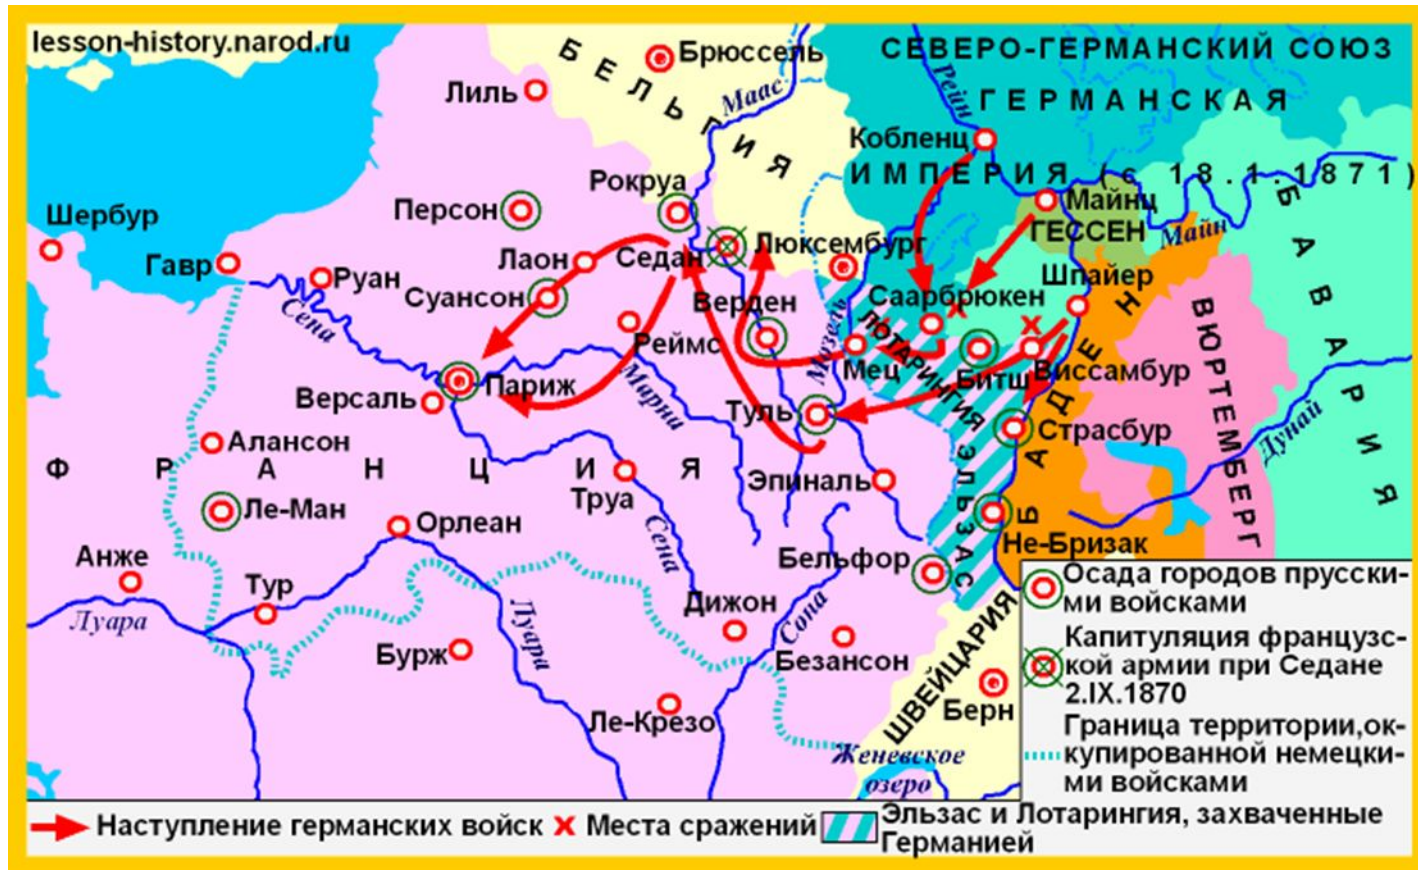 lesson-history.narod.ru
БЕЛЬГИЯ
Брюссель
СЕВЕРО-ГЕРМАНСКИЙ СОЮЗ
Лиль
Маас
Рейн
ГЕРМАНСКАЯ
Кобленц
ИМПЕРИЯ (с 18.1.1871)
Рокруа
Персон
Майнц
ГЕССЕН
Майн
БАВАРИЯ
Шербур
Гавр
Руан
Лаон
Седан
Люксембург
Шпайер
Суансон
Верден
Саарбрюкен
Сена
Реймс
Мозель
ЛОТАРИНГИЯ
Мец
Битш
Виссамбур
ВЮРТЕМБЕРГ
Версаль
Париж
Марна
Туль
Страсбур
БАДЕН
Дунай
Алансон
ФРАНЦИЯ
Труа
Эпиналь
ЭЛЬЗАС
Ле-Ман
Орлеан
Сена
Не-Бризак
Анже
Тур
Бельфор
Луара
Луара
Дижон
Сона
Бурж
Безансон
ШВЕЙЦАРИЯ
Берн
Ле-Крезо
Женевское
озеро
Осада городов прусски-
ми войсками
Капитуляция французс-
кой армии при Седане
2.IX.1870
Граница территории,ок-
купированной немецки-
ми войсками
Наступление германских войск
Места сражений
Эльзас и Лотарингия, захваченные
Германией